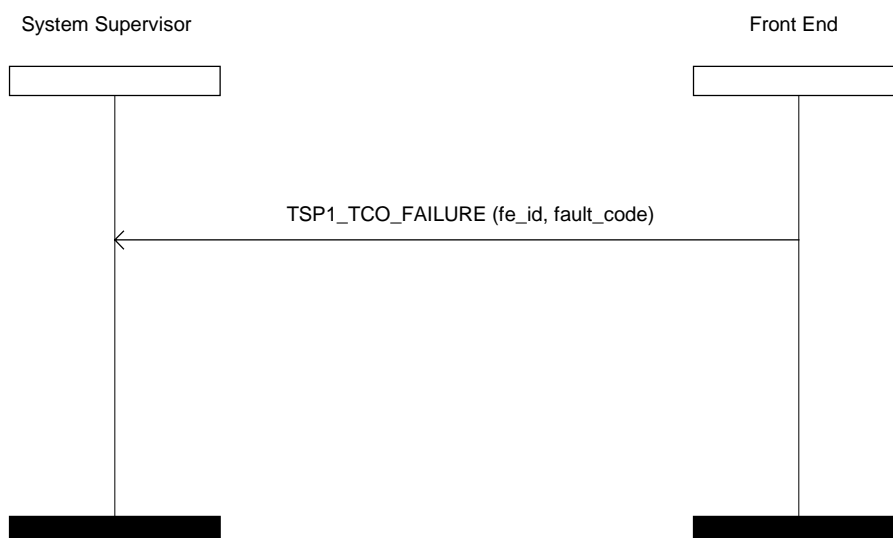 System Supervisor
Front End
TSP1_TCO_FAILURE (fe_id, fault_code)